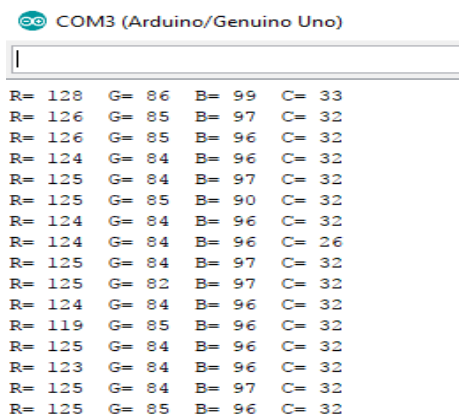 COM3 (Arduino/Genuino Uno)
R= 128 G= 86 B= 99 C= 33
R= 126 G= 85 B= 97 C= 32
R= 126 G= 85 B= 96 C= 32
R= 124 G= 84 B= 96 C= 32
R= 125 G= 84 B= 97 C= 32
R= 125 G= 85 B= 90 C= 32
R= 124 G= 84 B= 96 C= 32
R= 124 G= 84 B= 96 C= 26
R= 125 G= 84 B= 97 C= 32
R= 125 G= 82 B= 97 C= 32
R= 124 G= 84 B= 96 C= 32
R= 119 G= 85 B= 96 C= 32
R= 125 G= 84 B= 96 C= 32
R= 123 G= 84 B= 96 C= 32
R= 125 G= 84 B= 97 C= 32
R= 125 G= 85 B= 96 C= 32